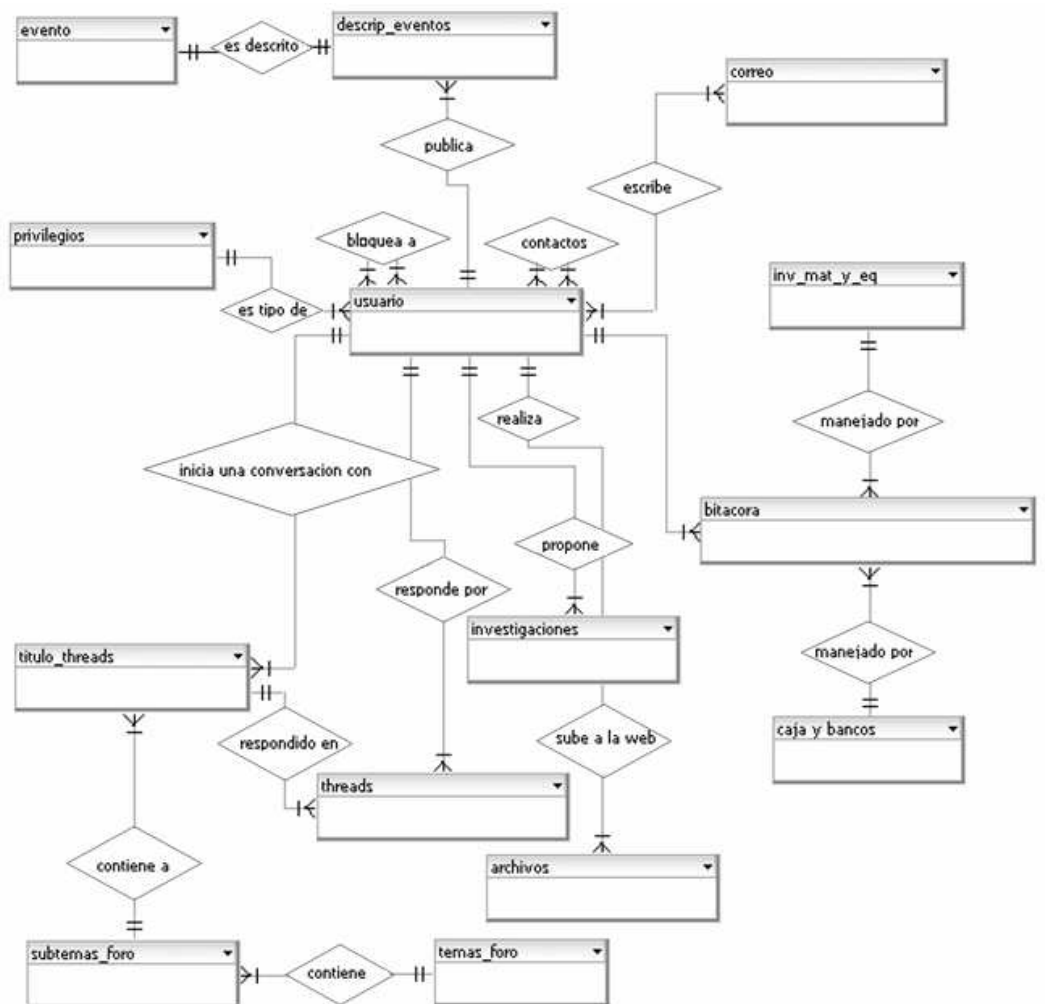 evento
es descrito
descrip_eventos
correo
publica
escribe
privilegios
bloquea a
contactos
inv_mat_y_eq
es tipo de
usuario
realiza
manejado por
inicia una conversacion con
bitacora
propone
responde por
investigaciones
titulo_threads
manejado por
respondido en
sube a la web
caja y bancos
threads
contiene a
archivos
subtemas_foro
contiene
temas_foro